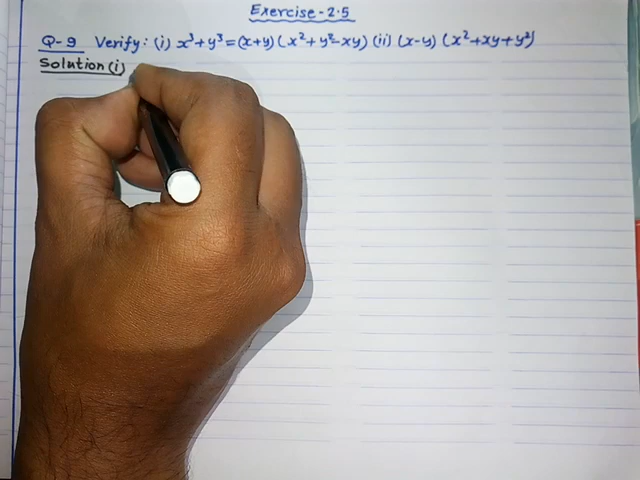 Exercise-2.5
Q-9 Verify: (i) x³+y³=(x+y)(x²+y²-xy) (ii) (x-y) (x²+xy+y²)
Solution (i)